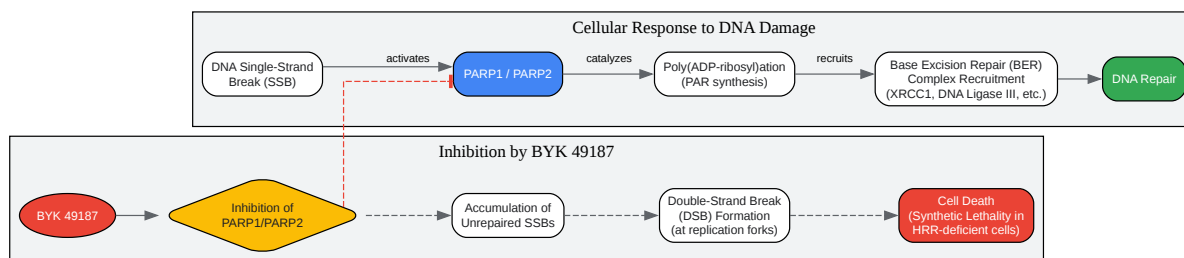 Cellular Response to DNA Damage
DNA Single-Strand
Break (SSB)
activates
PARP1 / PARP2
catalyzes
Poly(ADP-ribosyl)ation
(PAR synthesis)
recruits
Base Excision Repair (BER)
Complex Recruitment
(XRCC1, DNA Ligase III, etc.)
DNA Repair
Inhibition by BYK 49187
BYK 49187
Inhibition of
PARP1/PARP2
Accumulation of
Unrepaired SSBs
Double-Strand Break
(DSB) Formation
(at replication forks)
Cell Death
(Synthetic Lethality in
HRR-deficient cells)